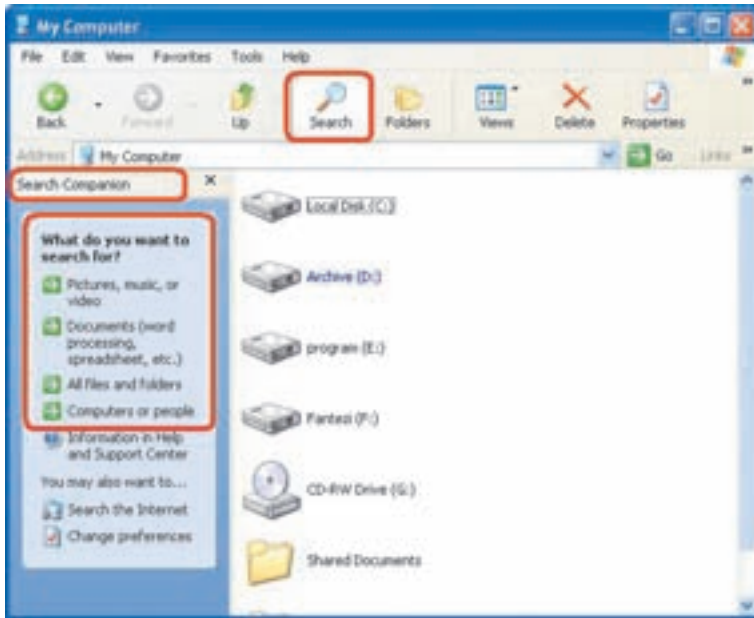 My Computer
File Edit View Favorites Tools Help
Back Forward Up Search Folders Views Delete Properties
Address My Computer Go Links
Search Companion
What do you want to
search for?
Pictures, music, or
video
Documents (word
processing,
spreadsheet, etc.)
All files and folders
Computers or people
Information in Help
and Support Center
You may also want to...
Search the Internet
Change preferences
Local Disk (C:)
Archive (D:)
program (E:)
Fantezi (F:)
CD-RW Drive (G:)
Shared Documents